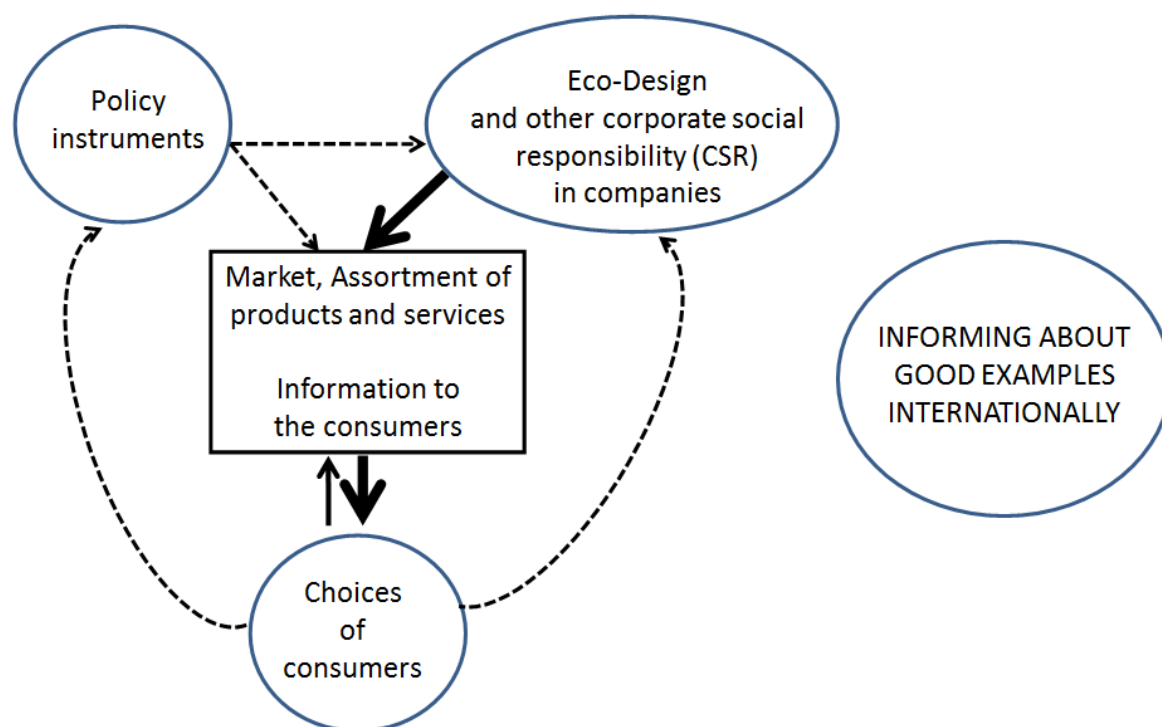 Policy
instruments
Eco-Design
and other corporate social
responsibility (CSR)
in companies
Market, Assortment of
products and services
Information to
the consumers
INFORMING ABOUT
GOOD EXAMPLES
INTERNATIONALLY
Choices
of
consumers